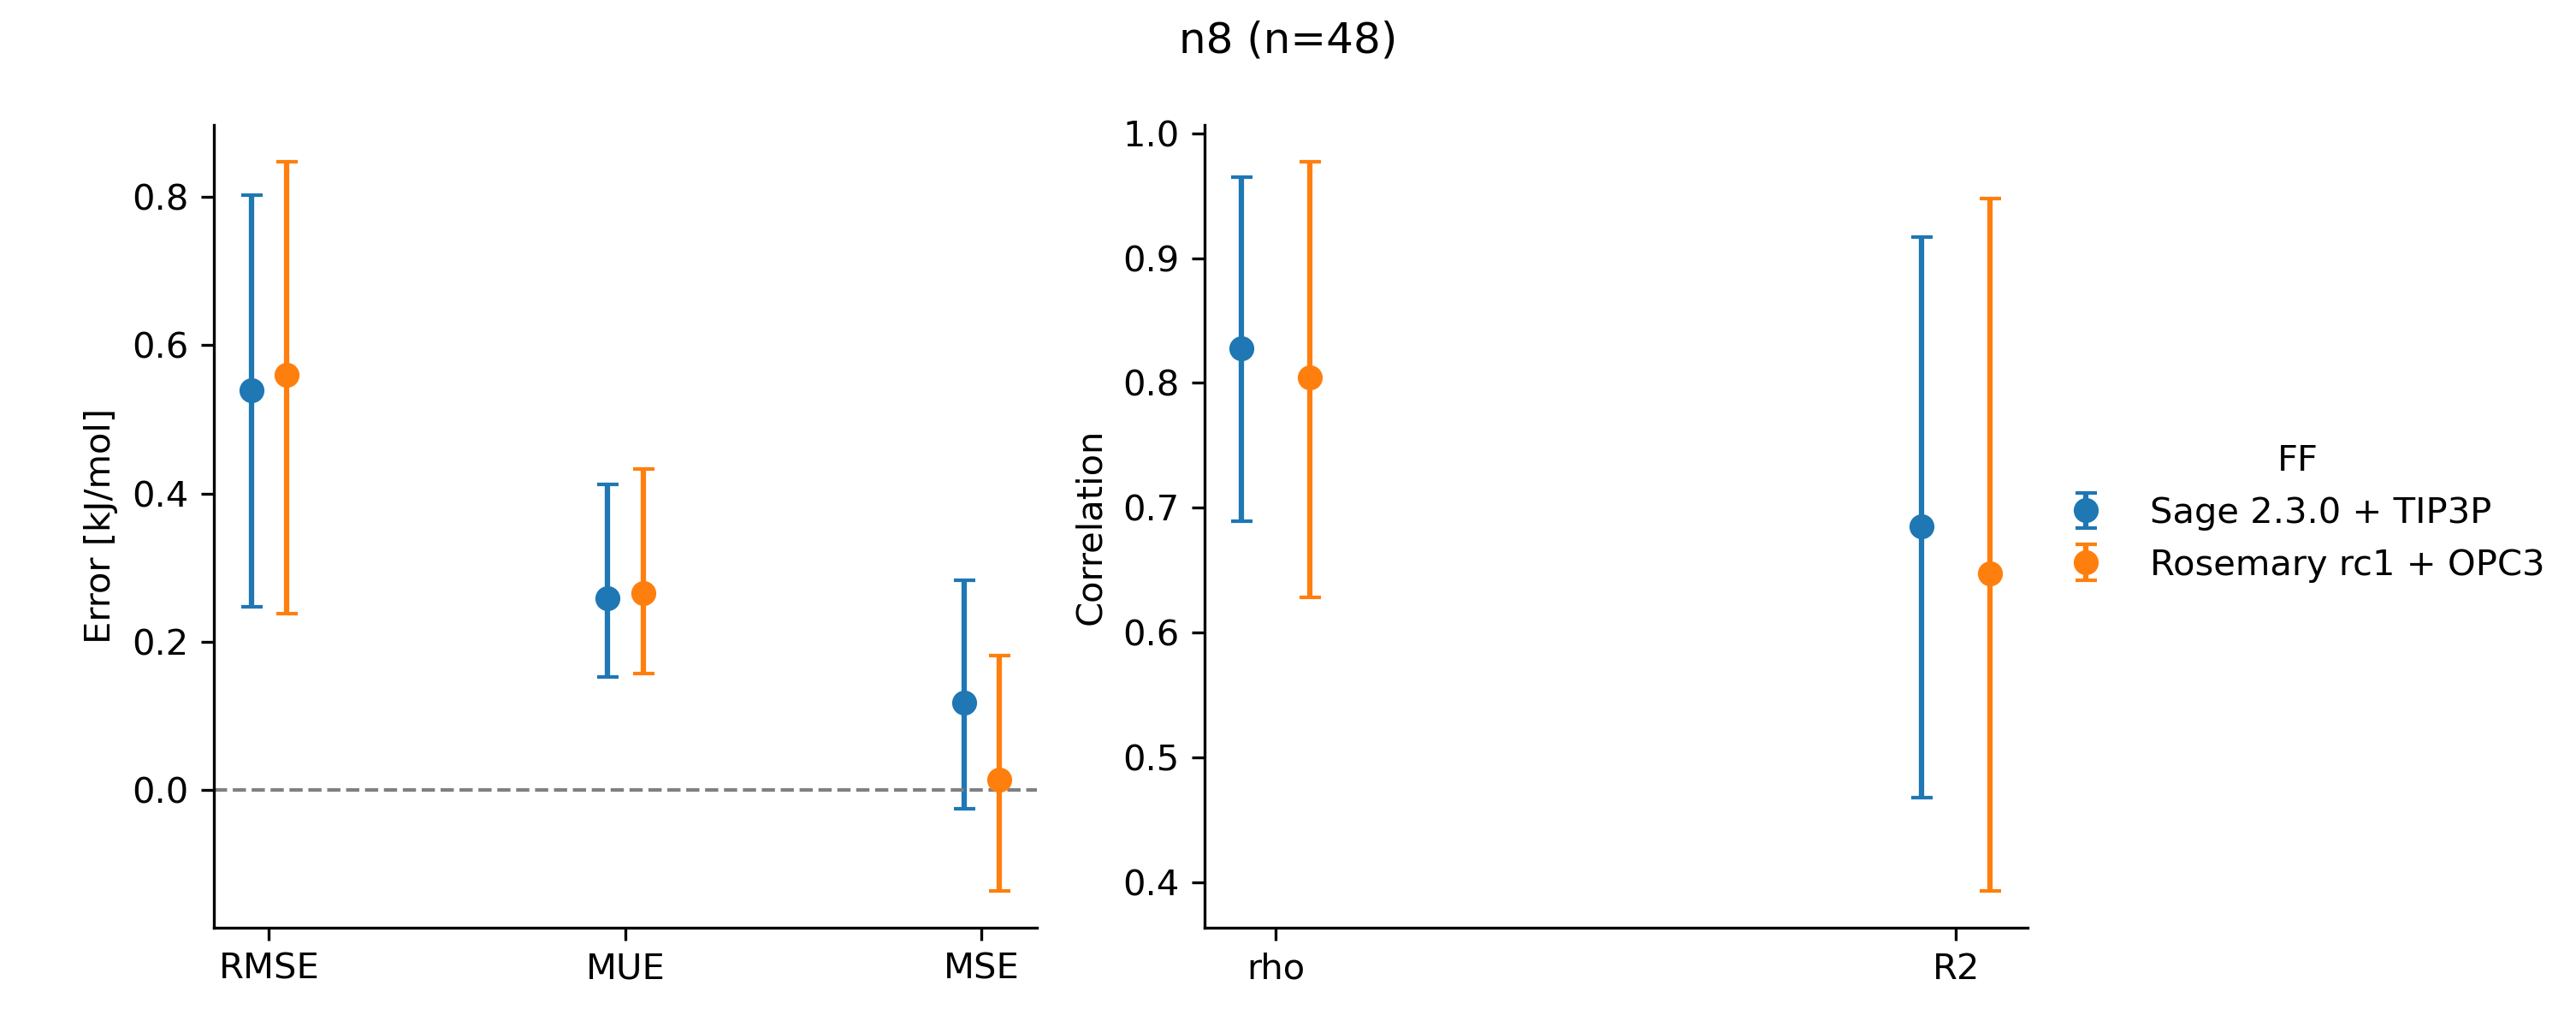 n8 (n=48)
Error [kJ/mol]
0.8
0.6
0.4
0.2
0.0
RMSE
MUE
MSE
Correlation
1.0
0.9
0.8
0.7
0.6
0.5
0.4
rho
R2
FF
Sage 2.3.0 + TIP3P
Rosemary rc1 + OPC3